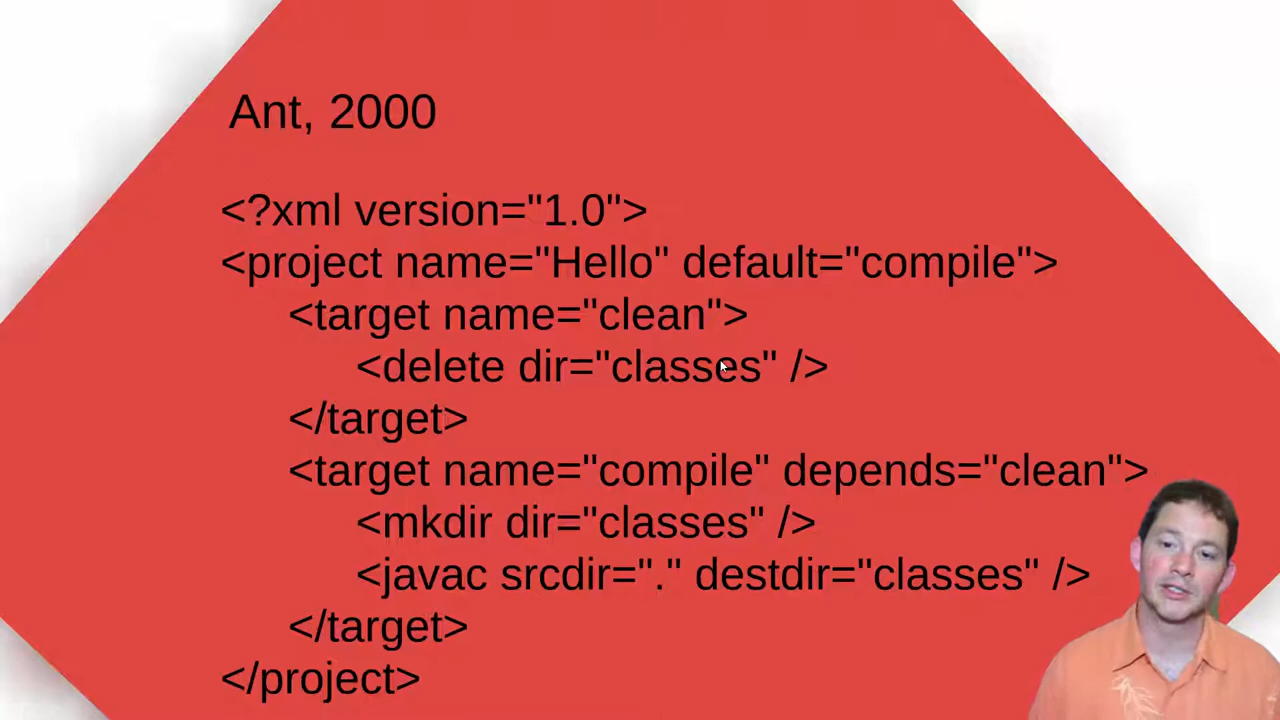 Ant, 2000
<?xml version="1.0">
<project name="Hello" default="compile">
<target name="clean">
<delete dir="classes" />
</target>
<target name="compile" depends="clean">
<mkdir dir="classes" />
<javac srcdir="." destdir="classes" />
</target>
</project>